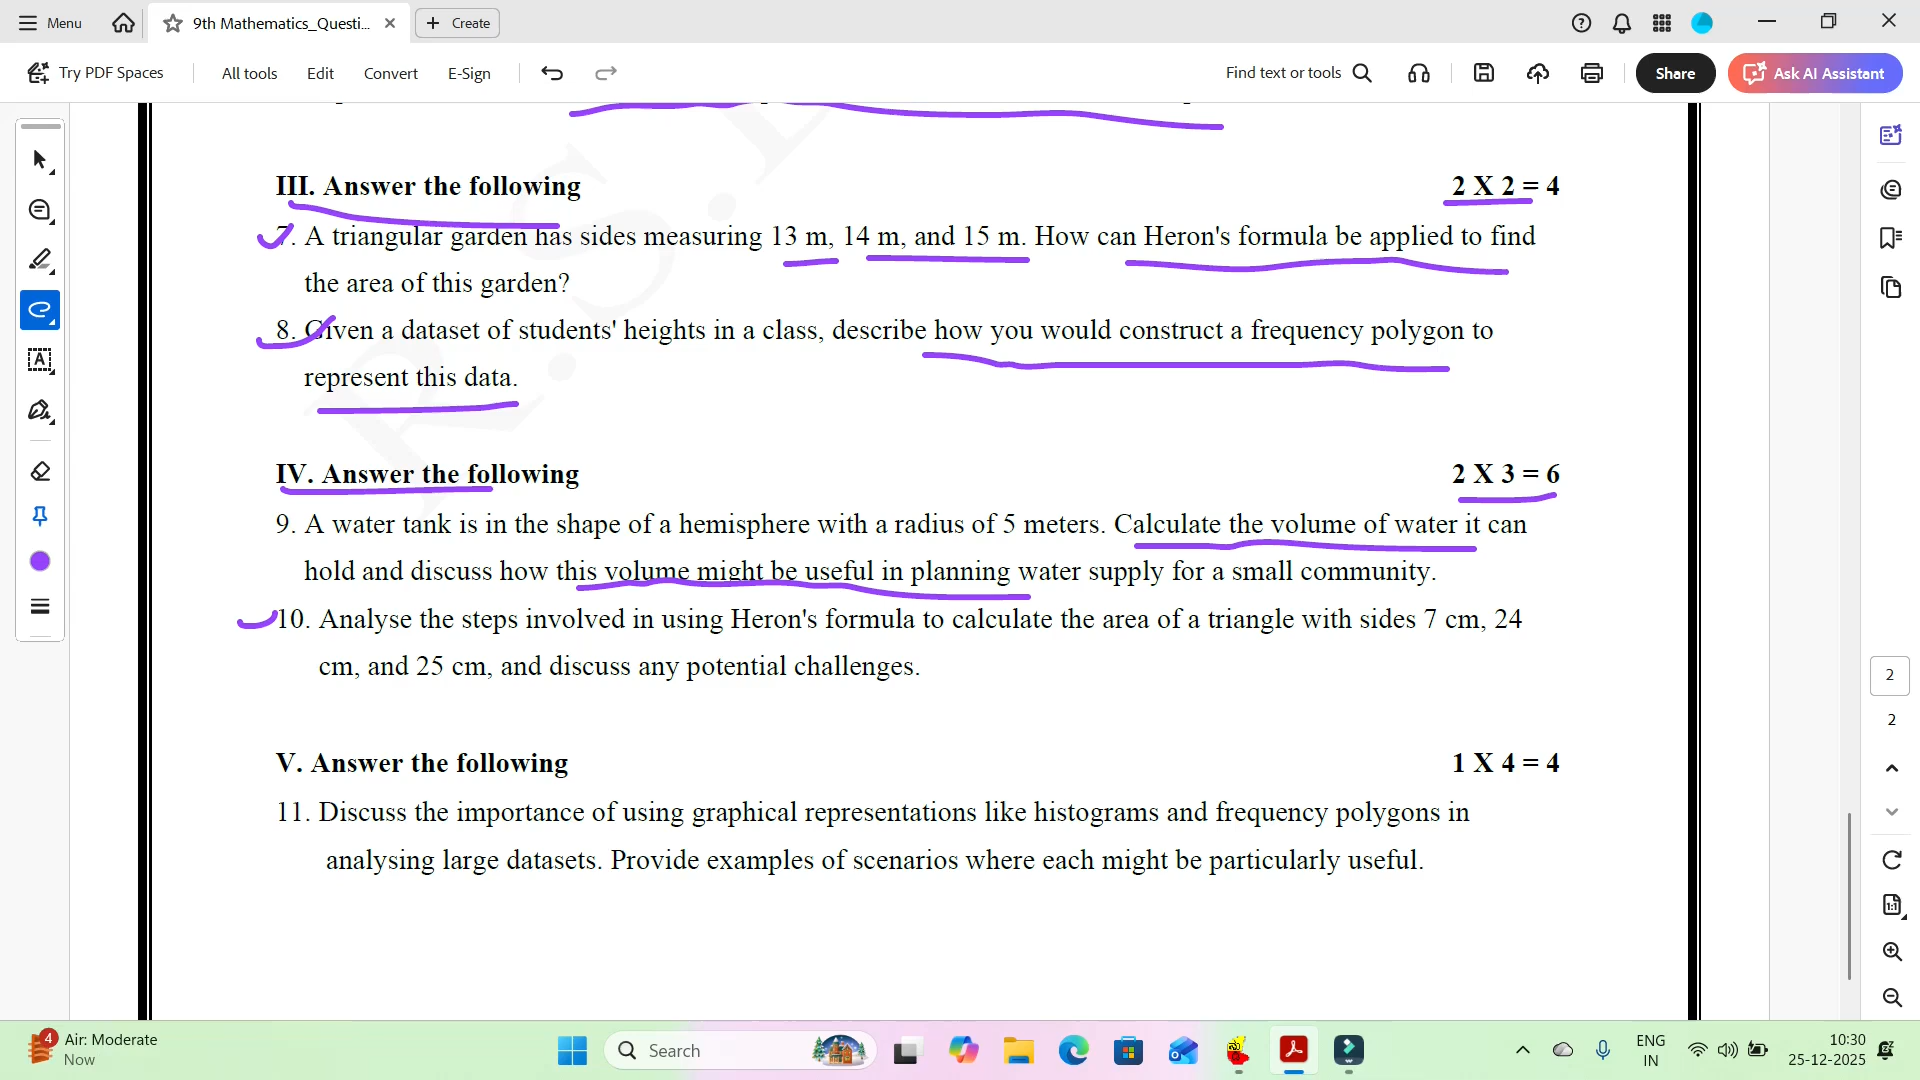 Menu
9th Mathematics_Questi...
Create
Try PDF Spaces
All tools
Edit
Convert
E-Sign
Find text or tools
Share
Ask AI Assistant
III. Answer the following 2 X 2 = 4
7. A triangular garden has sides measuring 13 m, 14 m, and 15 m. How can Heron's formula be applied to find
the area of this garden?
8. Given a dataset of students' heights in a class, describe how you would construct a frequency polygon to
represent this data.
IV. Answer the following 2 X 3 = 6
9. A water tank is in the shape of a hemisphere with a radius of 5 meters. Calculate the volume of water it can
hold and discuss how this volume might be useful in planning water supply for a small community.
10. Analyse the steps involved in using Heron's formula to calculate the area of a triangle with sides 7 cm, 24
cm, and 25 cm, and discuss any potential challenges.
V. Answer the following 1 X 4 = 4
11. Discuss the importance of using graphical representations like histograms and frequency polygons in
analysing large datasets. Provide examples of scenarios where each might be particularly useful.
2
2
4
Air: Moderate
Now
Search
ENG
IN
10:30
25-12-2025